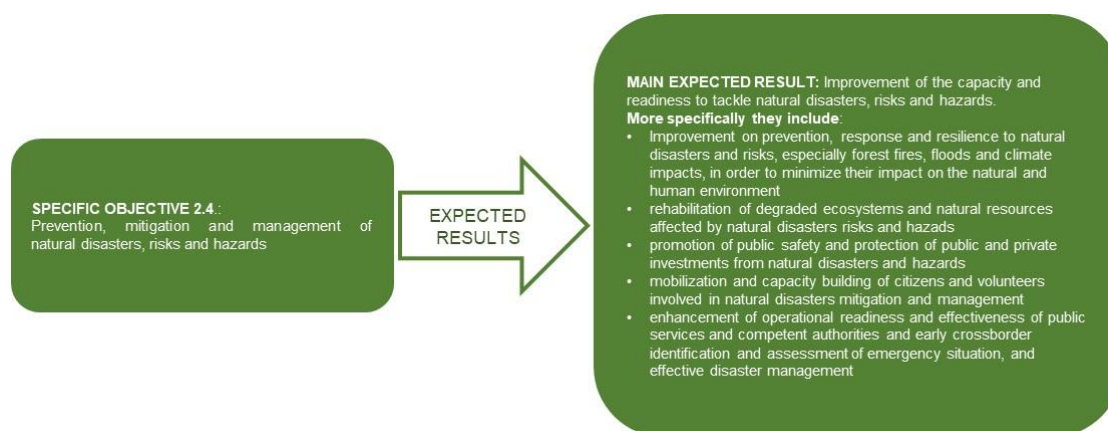 SPECIFIC OBJECTIVE 2.4.:
Prevention, mitigation and management of
natural disasters, risks and hazards
EXPECTED
RESULTS
MAIN EXPECTED RESULT: Improvement of the capacity and
readiness to tackle natural disasters, risks and hazards.
More specifically they include:
• Improvement on prevention, response and resilience to natural
disasters and risks, especially forest fires, floods and climate
impacts, in order to minimize their impact on the natural and
human environment
• rehabilitation of degraded ecosystems and natural resources
affected by natural disasters risks and hazads
• promotion of public safety and protection of public and private
investments from natural disasters and hazards
• mobilization and capacity building of citizens and volunteers
involved in natural disasters mitigation and management
• enhancement of operational readiness and effectiveness of public
services and competent authorities and early crossborder
identification and assessment of emergency situation, and
effective disaster management